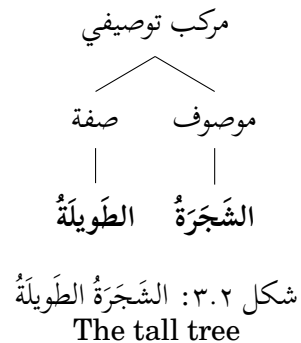 مركب توصيفي
موصوف صفة
الشَجَرَةُ الطَويلَةُ
شكل ٣.٢: الشَجَرَةُ الطَويلَةُ
The tall tree